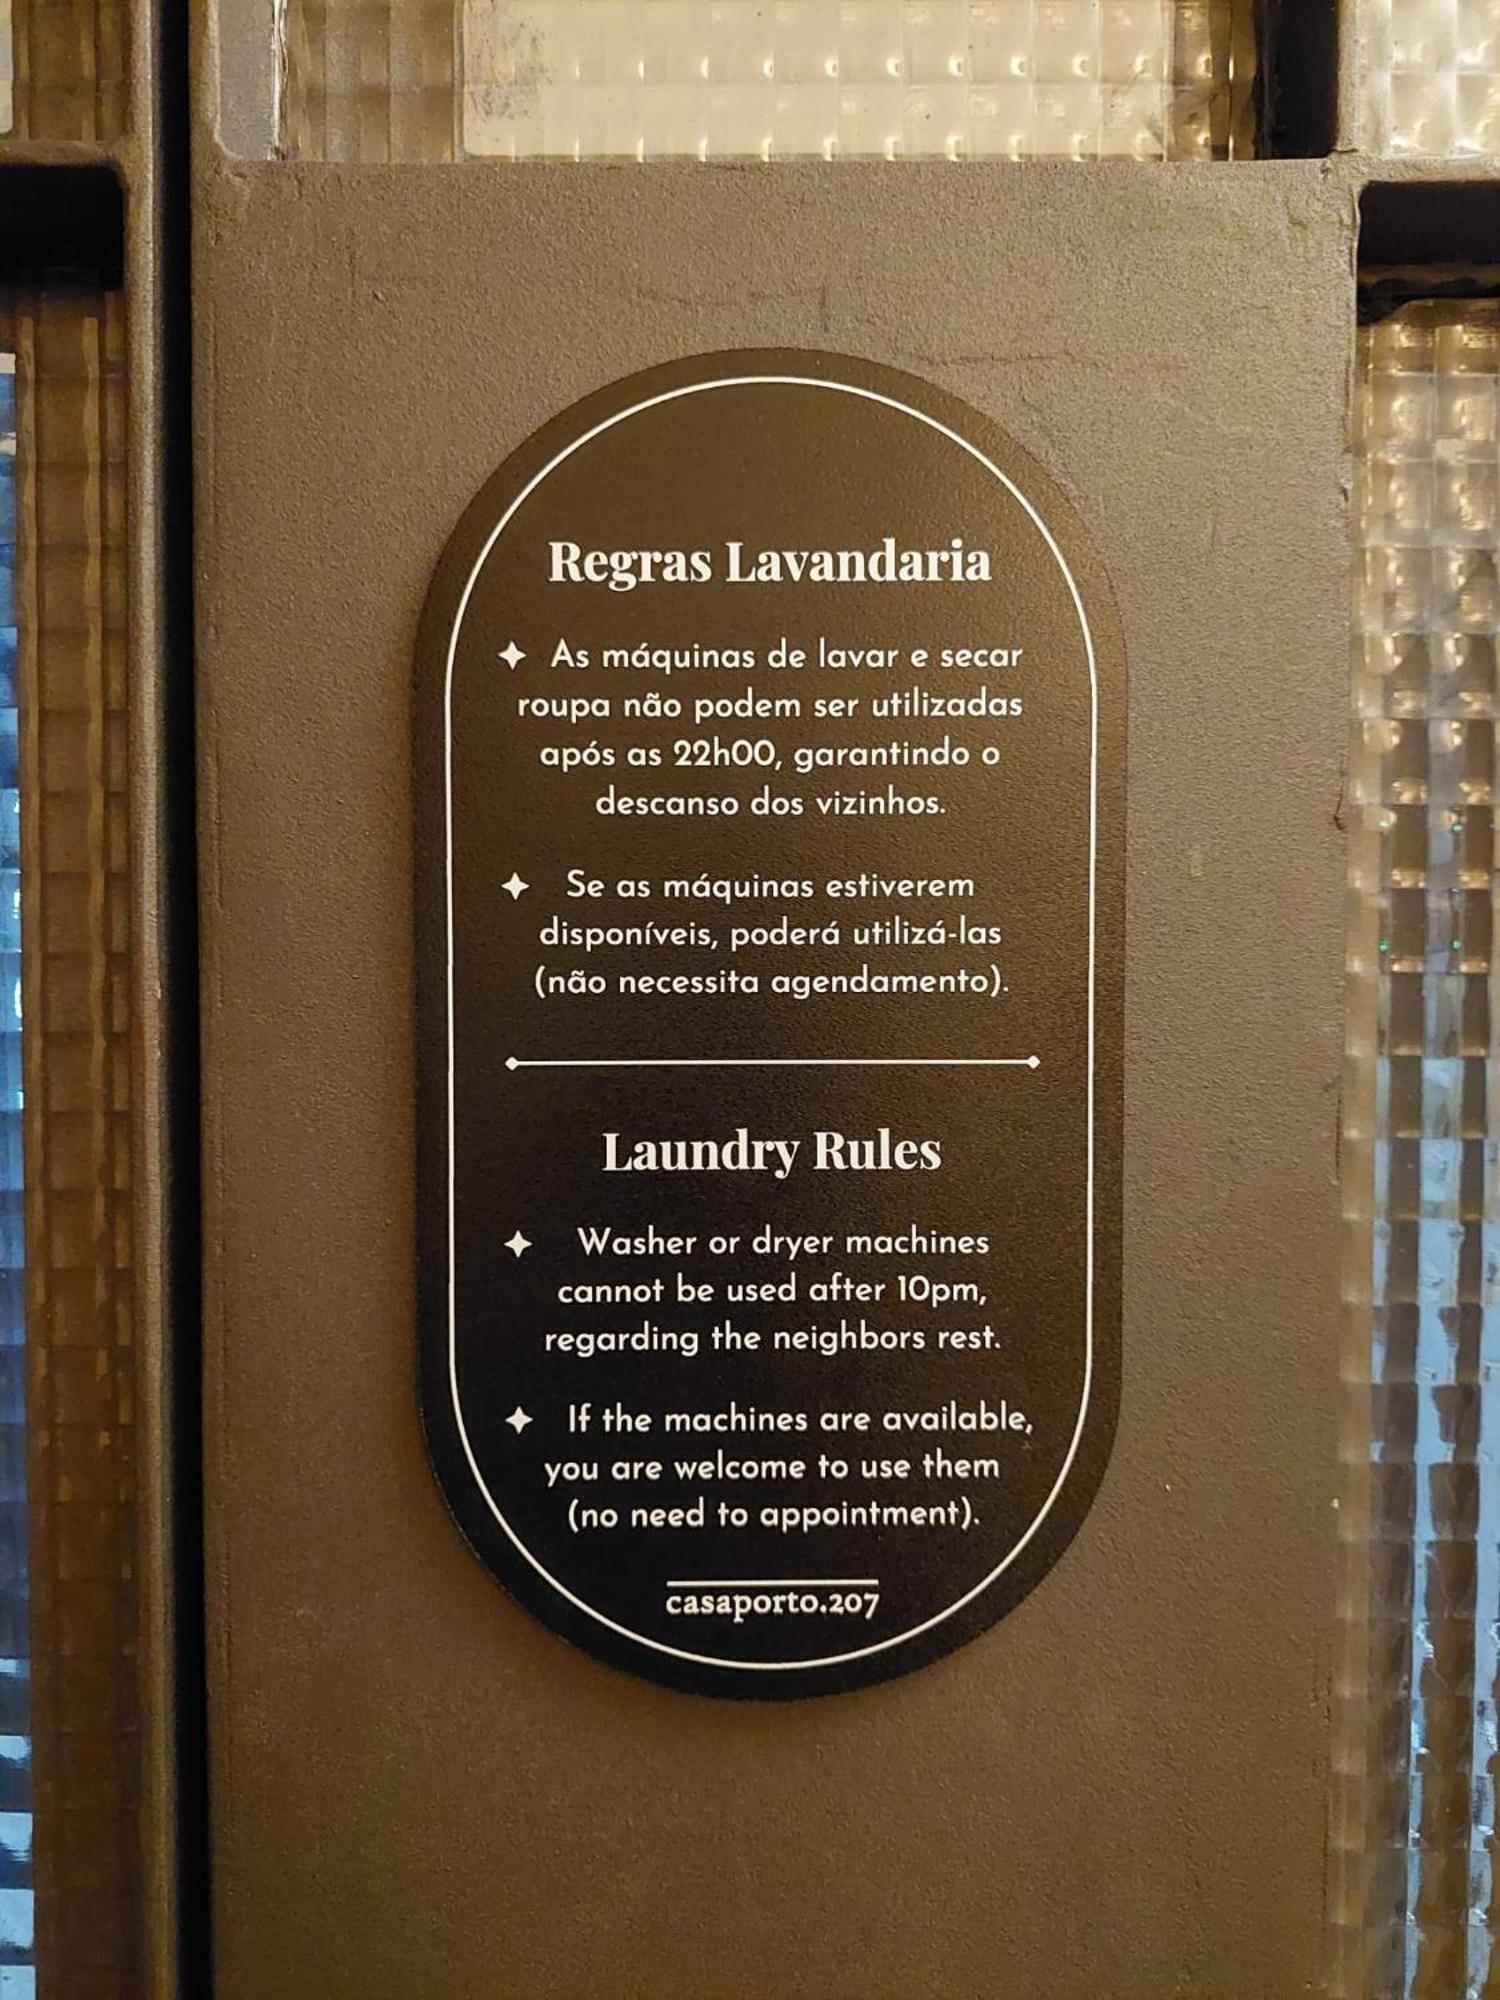 Regras Lavandaria
✦ As máquinas de lavar e secar
roupa não podem ser utilizadas
após as 22h00, garantindo o
descanso dos vizinhos.
✦ Se as máquinas estiverem
disponíveis, poderá utilizá-las
(não necessita agendamento).
Laundry Rules
✦ Washer or dryer machines
cannot be used after 10pm,
regarding the neighbors rest.
✦ If the machines are available,
you are welcome to use them
(no need to appointment).
casaporto.207